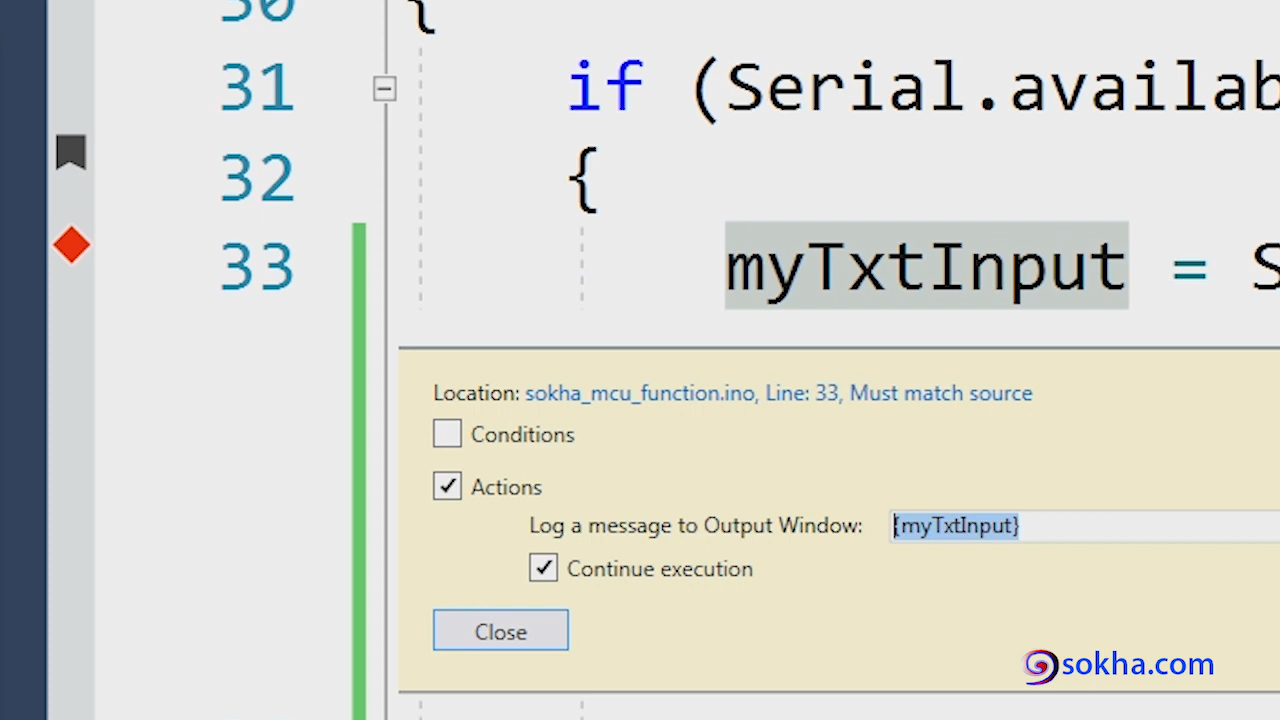 30 {
31 if (Serial.availab
32 {
33 myTxtInput = S
Location: sokha_mcu_function.ino, Line: 33, Must match source
Conditions
Actions
Log a message to Output Window: {myTxtInput}
Continue execution
Close
sokha.com